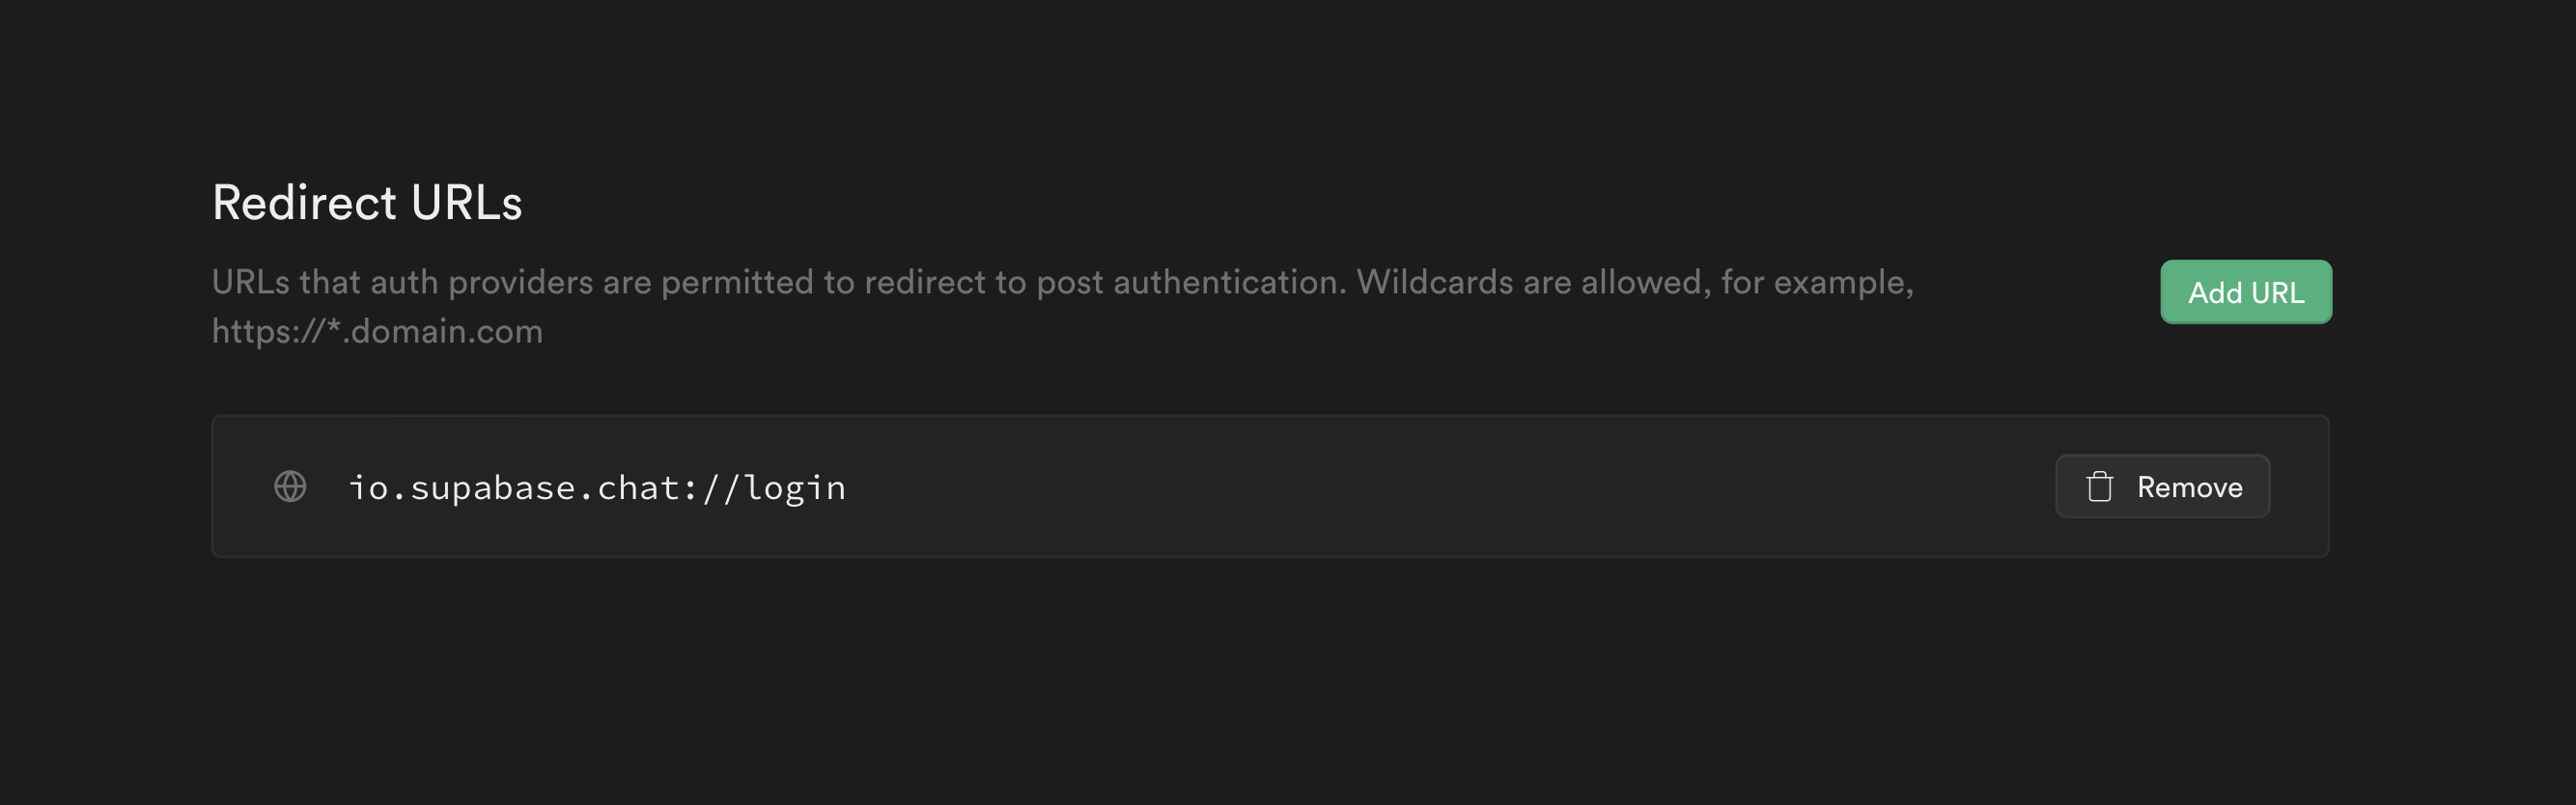 Redirect URLs
URLs that auth providers are permitted to redirect to post authentication. Wildcards are allowed, for example,
https://*.domain.com
Add URL
io.supabase.chat://login
Remove